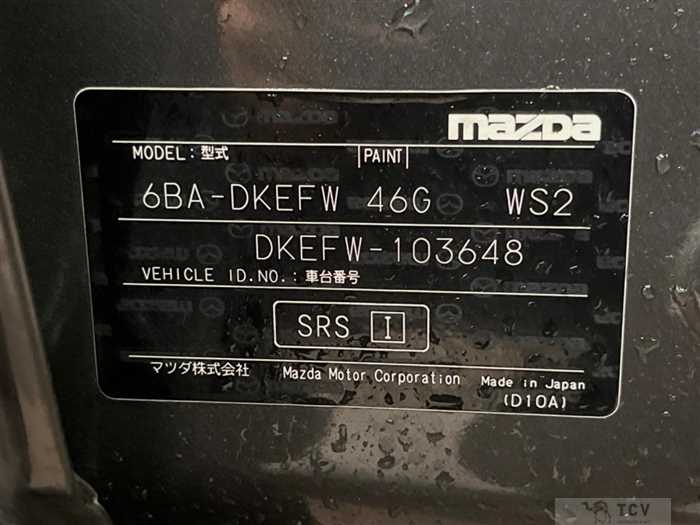 mazda
MODEL：型式 PAINT
6BA-DKEFW 46G WS2
DKEFW-103648
VEHICLE ID.NO.：車台番号
SRS I
マツダ株式会社 Mazda Motor Corporation Made in Japan
(D10A)
TCV